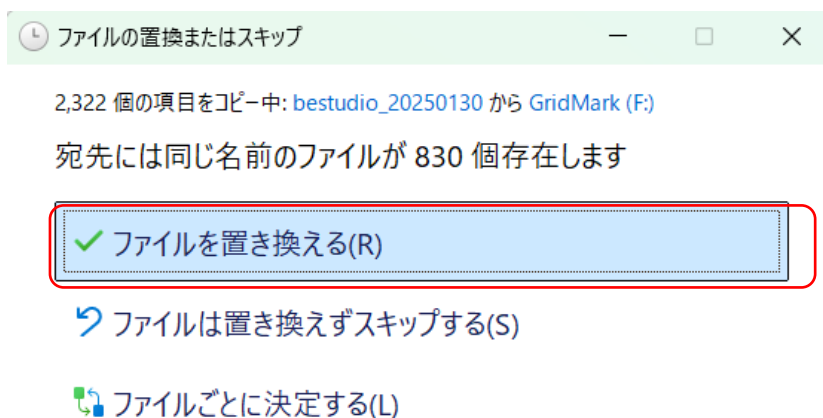 ファイルの置換またはスキップ
2,322 個の項目をコピー中: bestudio_20250130 から GridMark (F:)
宛先には同じ名前のファイルが 830 個存在します
ファイルを置き換える(R)
ファイルは置き換えずスキップする(S)
ファイルごとに決定する(L)